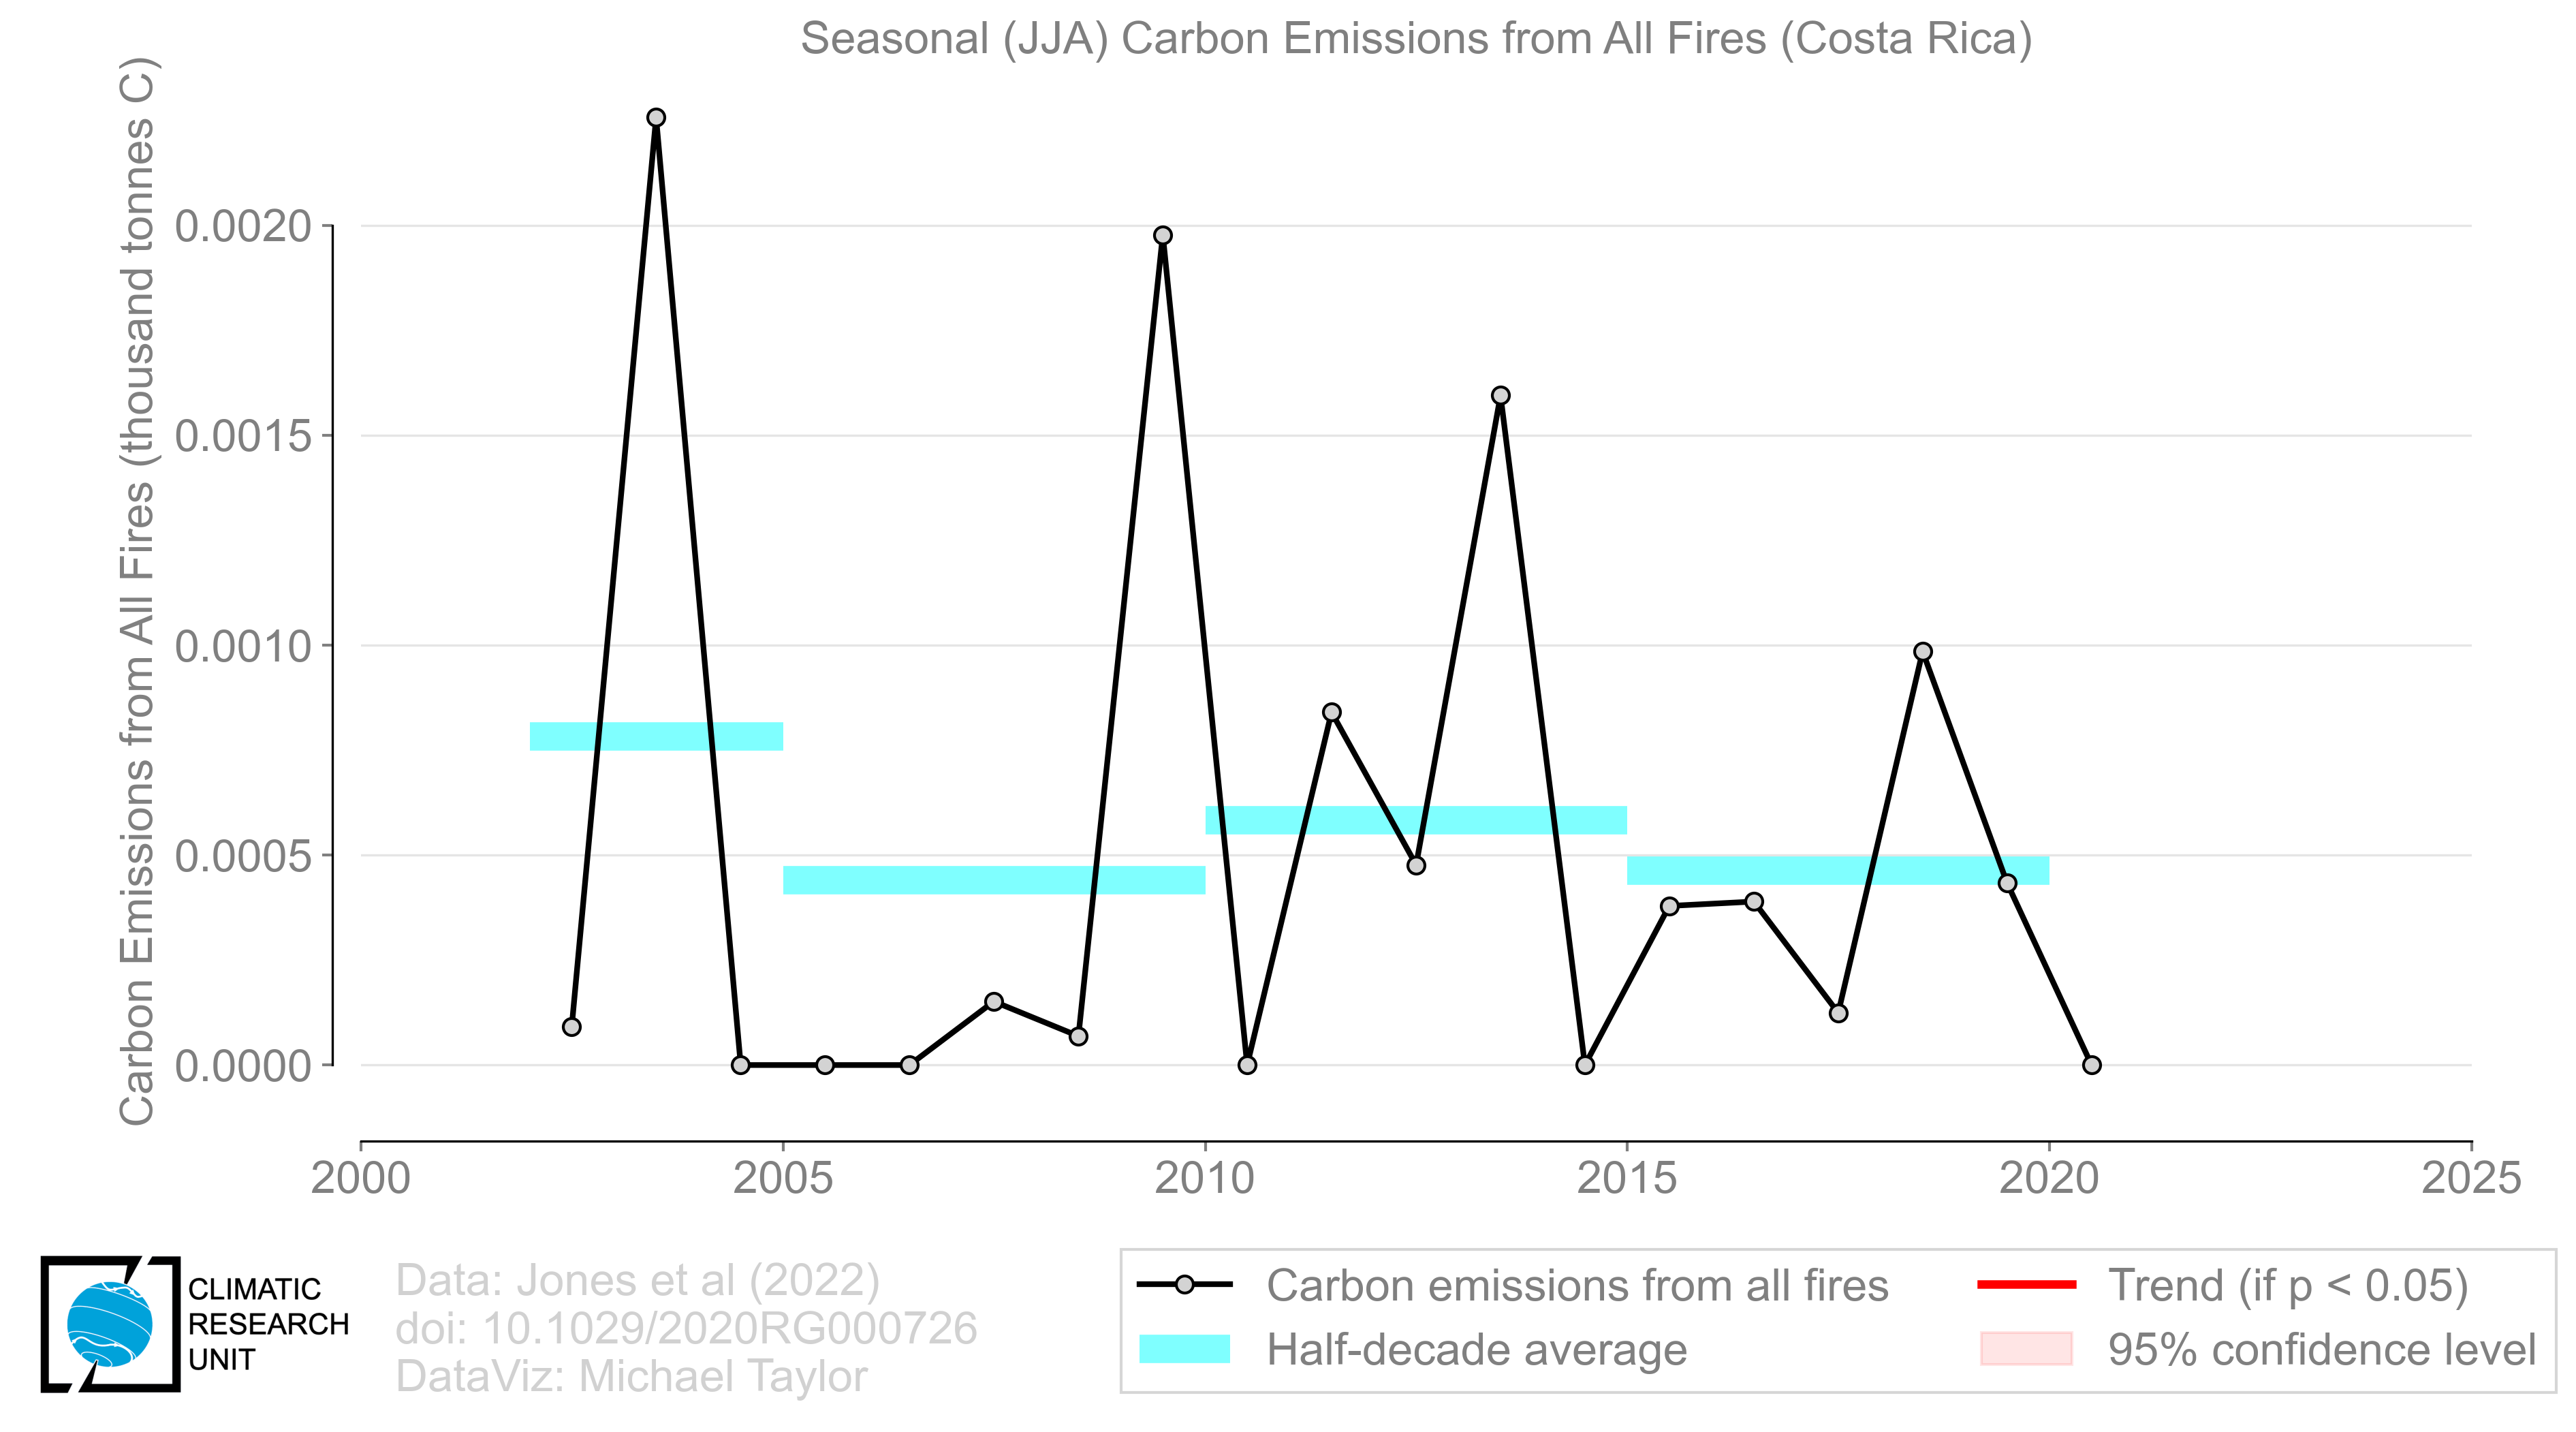 Seasonal (JJA) Carbon Emissions from All Fires (Costa Rica)
Carbon Emissions from All Fires (thousand tonnes C)
0.0020
0.0015
0.0010
0.0005
0.0000
2000
2005
2010
2015
2020
2025
CLIMATIC
RESEARCH
UNIT
Data: Jones et al (2022)
doi: 10.1029/2020RG000726
DataViz: Michael Taylor
Carbon emissions from all fires
Half-decade average
Trend (if p < 0.05)
95% confidence level